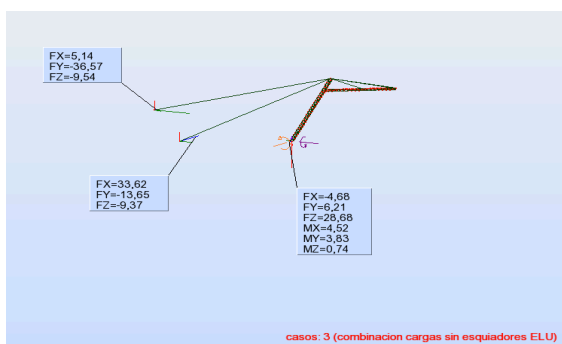 FX=5,14
FY=-36,57
FZ=-9,54
FX=33,62
FY=-13,65
FZ=-9,37
FX=-4,68
FY=6,21
FZ=28,68
MX=4,52
MY=3,83
MZ=0,74
casos: 3 (combinacion cargas sin esquiadores ELU)